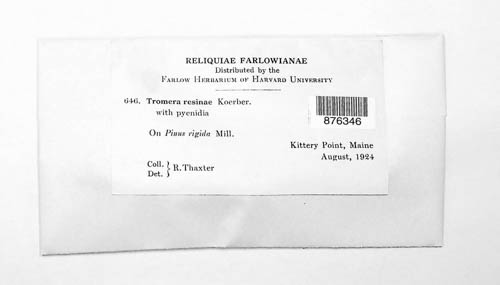 RELIQUIAE FARLOWIANAE
Distributed by the
FARLOW HERBARIUM OF HARVARD UNIVERSITY
646. Tromera resinae Koerber.
with pycnidia
876346
On Pinus rigida Mill.
Kittery Point, Maine
August, 1924
Coll. } R. Thaxter
Det. }